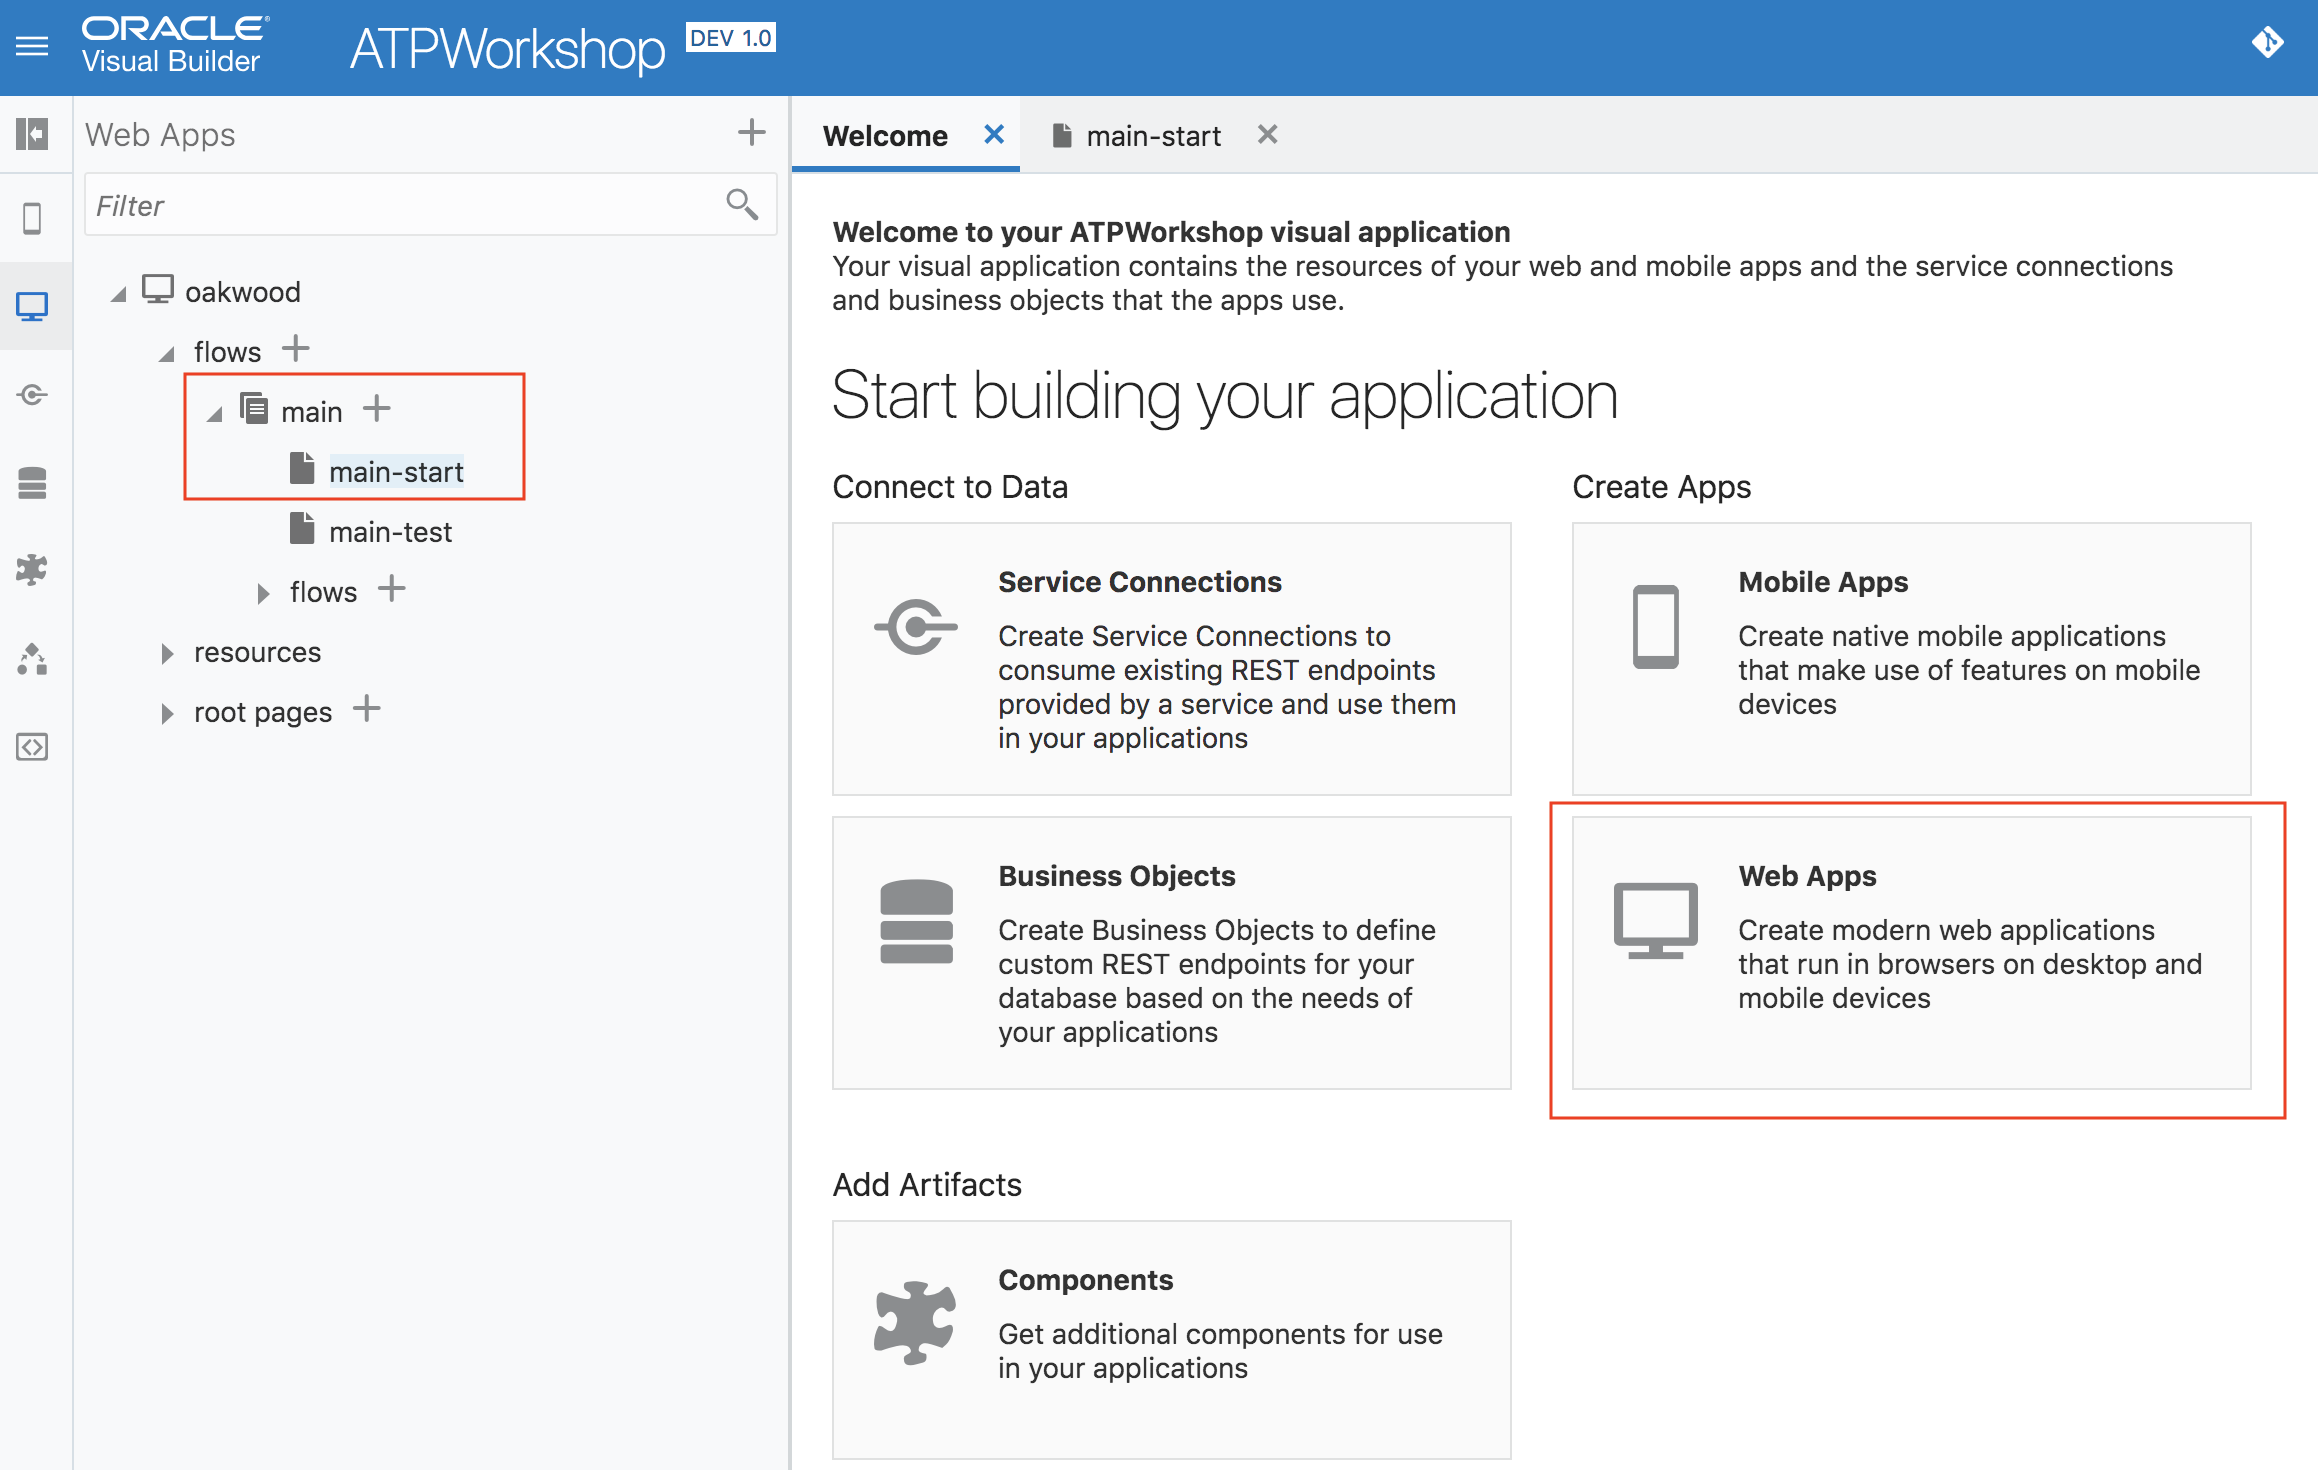 ORACLE
Visual Builder
ATPWorkshop DEV 1.0
Web Apps
Filter
oakwood
flows
main
main-start
main-test
flows
resources
root pages
Welcome
main-start
Welcome to your ATPWorkshop visual application
Your visual application contains the resources of your web and mobile apps and the service connections
and business objects that the apps use.
Start building your application
Connect to Data
Service Connections
Create Service Connections to
consume existing REST endpoints
provided by a service and use them
in your applications
Business Objects
Create Business Objects to define
custom REST endpoints for your
database based on the needs of
your applications
Create Apps
Mobile Apps
Create native mobile applications
that make use of features on mobile
devices
Web Apps
Create modern web applications
that run in browsers on desktop and
mobile devices
Add Artifacts
Components
Get additional components for use
in your applications